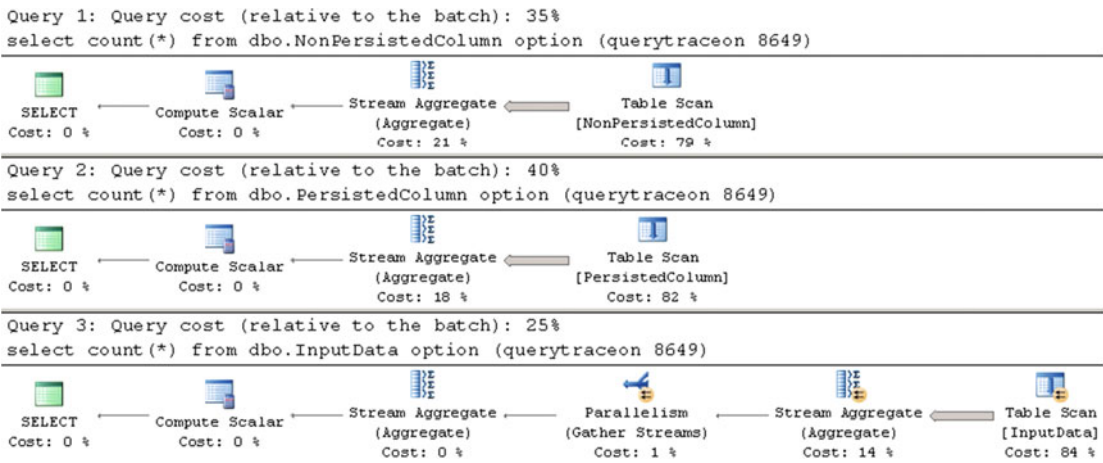 Query 1: Query cost (relative to the batch): 35%
select count(*) from dbo.NonPersistedColumn option (querytraceon 8649)
SELECT
Cost: 0 %
Compute Scalar
Cost: 0 %
Stream Aggregate
(Aggregate)
Cost: 21 %
Table Scan
[NonPersistedColumn]
Cost: 79 %
Query 2: Query cost (relative to the batch): 40%
select count(*) from dbo.PersistedColumn option (querytraceon 8649)
SELECT
Cost: 0 %
Compute Scalar
Cost: 0 %
Stream Aggregate
(Aggregate)
Cost: 18 %
Table Scan
[PersistedColumn]
Cost: 82 %
Query 3: Query cost (relative to the batch): 25%
select count(*) from dbo.InputData option (querytraceon 8649)
SELECT
Cost: 0 %
Compute Scalar
Cost: 0 %
Stream Aggregate
(Aggregate)
Cost: 0 %
Parallelism
(Gather Streams)
Cost: 1 %
Stream Aggregate
(Aggregate)
Cost: 14 %
Table Scan
[InputData]
Cost: 84 %